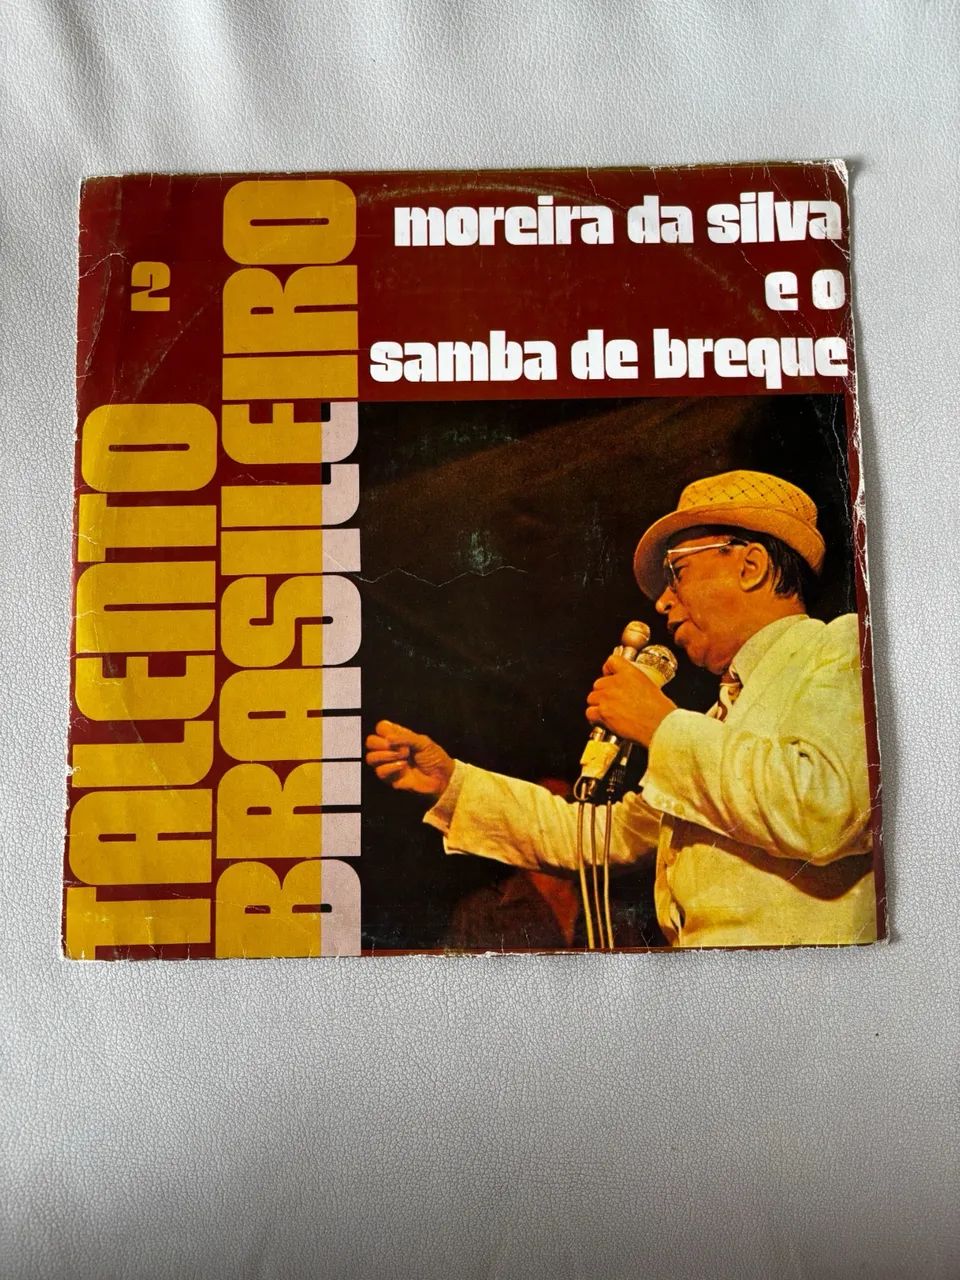 moreira da silva
e o
samba de breque
TALENTO
BRASILEIRO
2